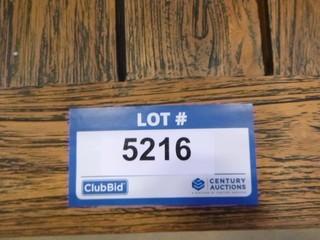 LOT #
5216
ClubBid
CENTURY
AUCTIONS